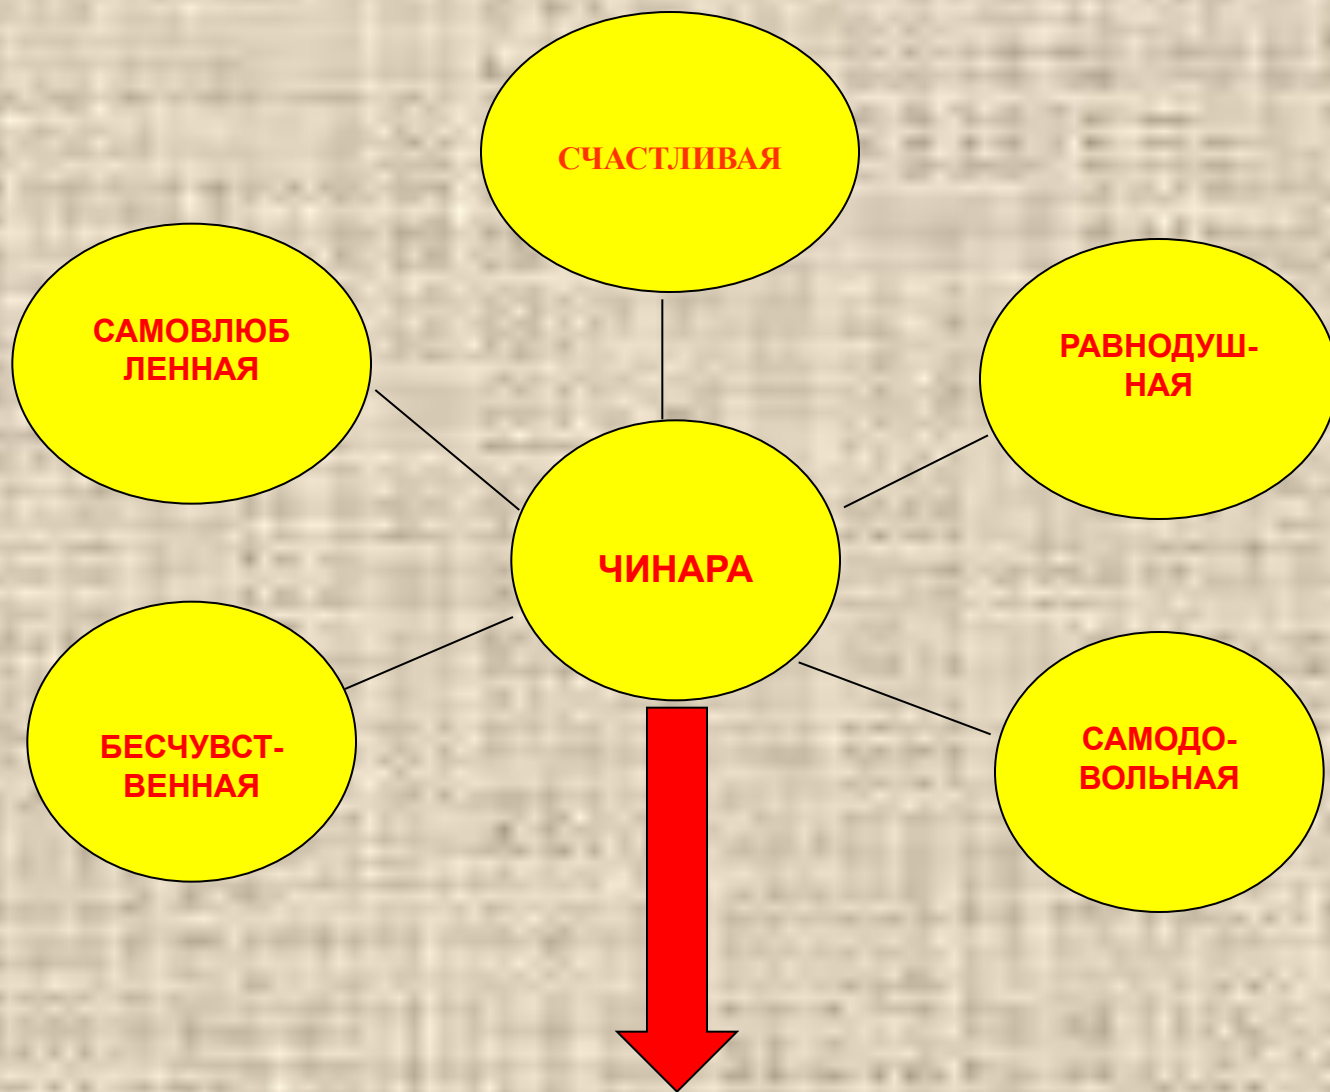 СЧАСТЛИВАЯ
САМОВЛЮБ
ЛЕННАЯ
РАВНОДУШ-
НАЯ
ЧИНАРА
БЕСЧУВСТ-
ВЕННАЯ
САМОДО-
ВОЛЬНАЯ